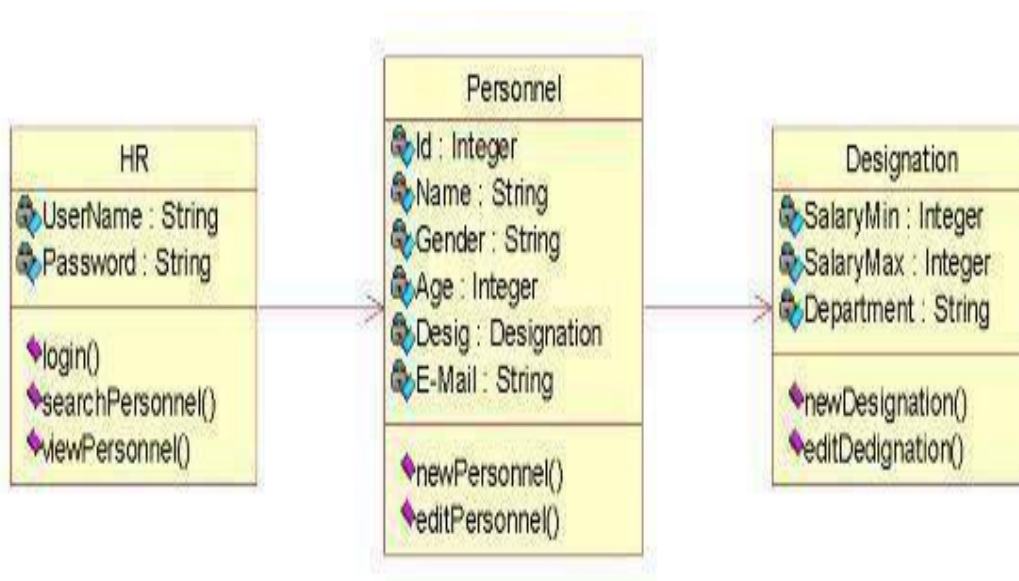 HR
UserName : String
Password : String
login()
searchPersonnel()
viewPersonnel()
Personnel
Id : Integer
Name : String
Gender : String
Age : Integer
Desig : Designation
E-Mail : String
newPersonnel()
editPersonnel()
Designation
SalaryMin : Integer
SalaryMax : Integer
Department : String
newDesignation()
editDedignation()